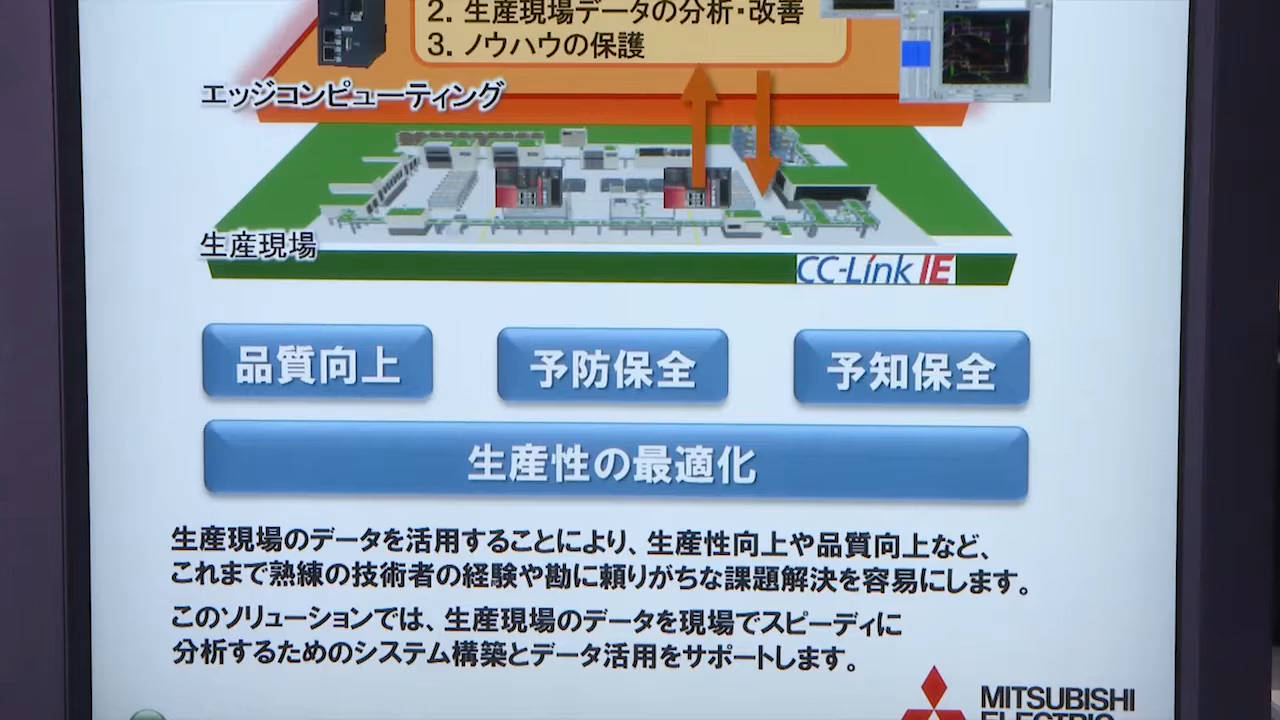 2. 生産現場データの分析・改善
3. ノウハウの保護
エッジコンピューティング
生産現場
CC-Link IE
品質向上
予防保全
予知保全
生産性の最適化
生産現場のデータを活用することにより、生産性向上や品質向上など、
これまで熟練の技術者の経験や勘に頼りがちな課題解決を容易にします。
このソリューションでは、生産現場のデータを現場でスピーディに
分析するためのシステム構築とデータ活用をサポートします。
MITSUBISHI
ELECTRIC